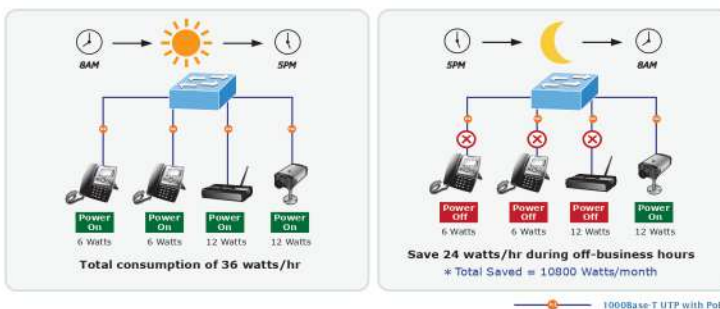 8AM
5PM
Power On
Power On
Power On
Power On
6 Watts
6 Watts
12 Watts
12 Watts
Total consumption of 36 watts/hr
5PM
8AM
Power Off
Power Off
Power Off
Power On
6 Watts
6 Watts
12 Watts
12 Watts
Save 24 watts/hr during off-business hours
* Total Saved = 10800 Watts/month
1000Base-T UTP with